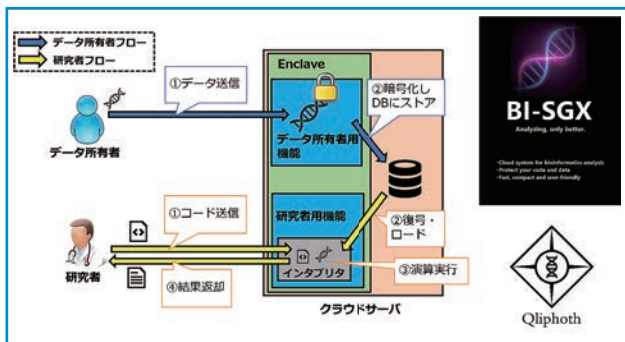 データ所有者フロー
研究者フロー
Enclave
①データ送信
②暗号化し
DBにストア
データ所有者用
機能
データ所有者
①コード送信
研究者用機能
②復号・
ロード
研究者
インタプリタ
③演算実行
④結果返却
クラウドサーバ
BI-SGX
Analyzing, only better.
・Cloud system for bioinformatics analysis
・Protect your code and data
・Fast, compact and user-friendly
Qliphoth